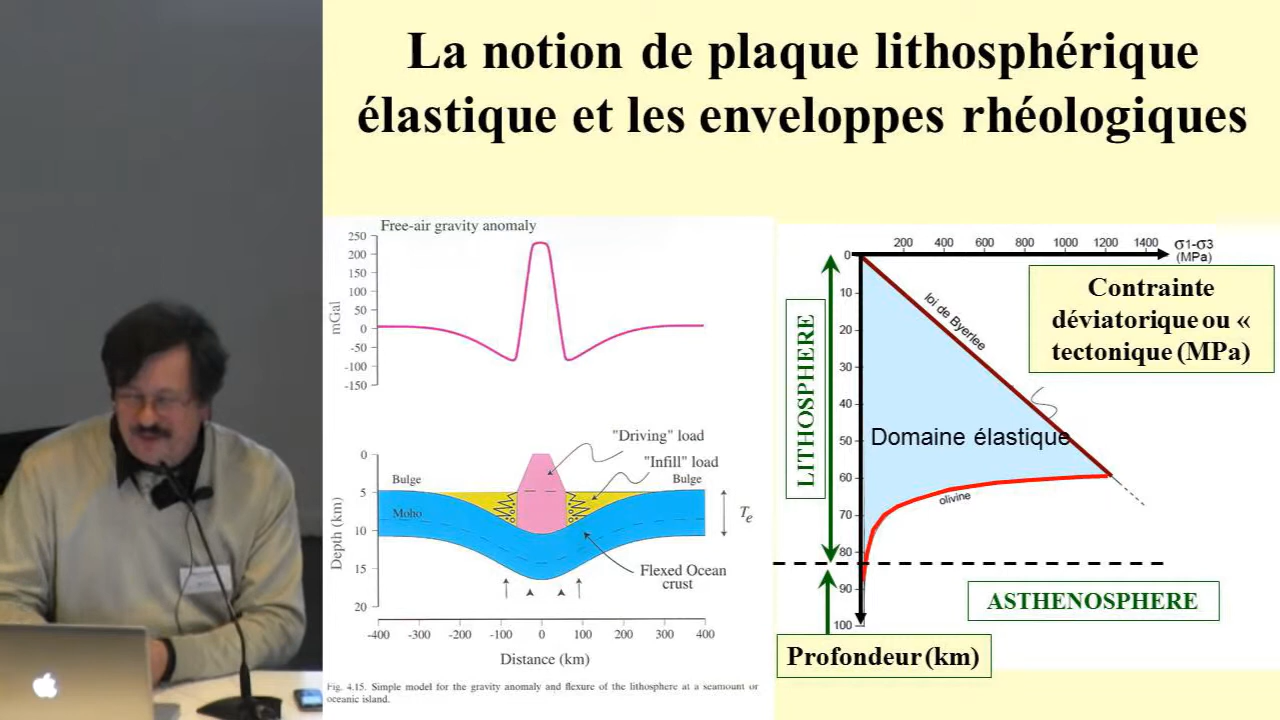 La notion de plaque lithosphérique
élastique et les enveloppes rhéologiques
Free-air gravity anomaly
250
200
150
100
50
0
-50
-100
-150
mGal
"Driving" load
"Infill" load
Bulge
Bulge
Moho
Te
0
5
10
15
20
Depth (km)
Flexed Ocean
crust
-400 -300 -200 -100 0 100 200 300 400
Distance (km)
Fig. 4.15. Simple model for the gravity anomaly and flexure of the lithosphere at a seamount or
oceanic island.
200 400 600 800 1000 1200 1400
σ1-σ3
(MPa)
0
10
20
30
40
50
60
70
80
90
100
LITHOSPHERE
loi de Byerlee
Contrainte
déviatorique ou «
tectonique (MPa)
Domaine élastique
olivine
ASTHENOSPHERE
Profondeur (km)